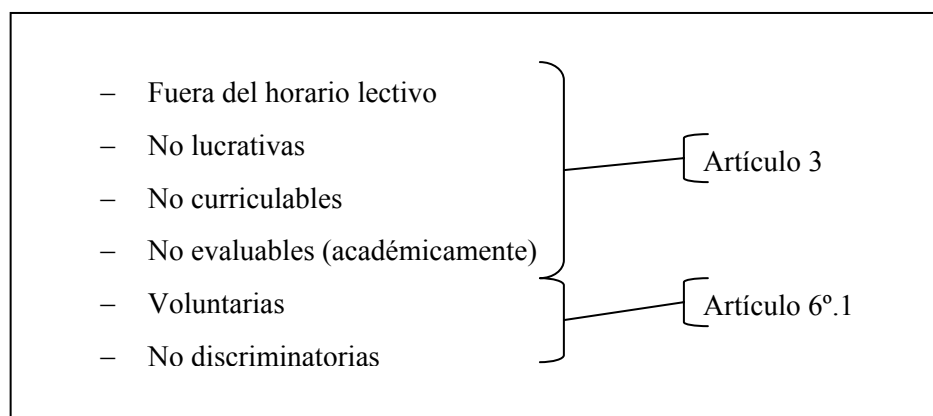 – Fuera del horario lectivo
– No lucrativas
Artículo 3
– No curriculables
– No evaluables (académicamente)
– Voluntarias
Artículo 6º.1
– No discriminatorias